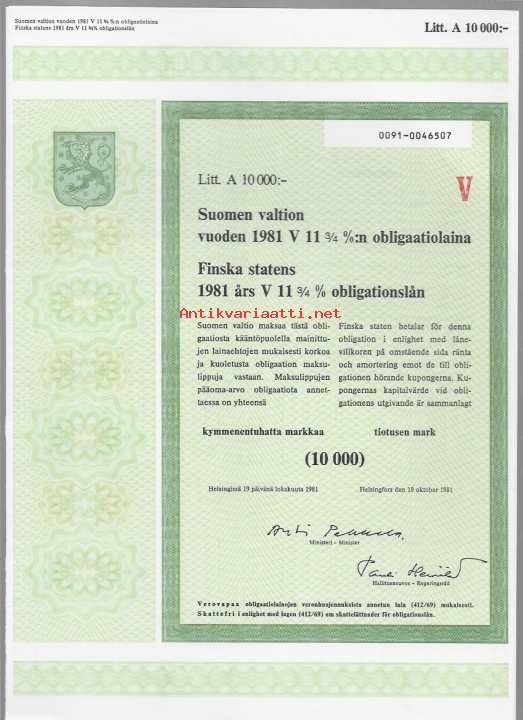 Suomen valtion vuoden 1981 V 11 ¾ %:n obligaatiolaina
Finska statens 1981 års V 11 ¾% obligationslån
Litt. A 10 000:-
0091-0046507
Litt. A 10 000:-
V
Suomen valtion
vuoden 1981 V 11 ¾ %:n obligaatiolaina
Finska statens
1981 års V 11 ¾ % obligationslån
Antikvariaatti.net
Suomen valtio maksaa tästä obli-
gaatiosta kääntöpuolella mainittu-
jen lainaehtojen mukaisesti korkoa
ja kuoletusta obligaation maksu-
lippuja vastaan. Maksulippujen
pääoma-arvo obligaatiota annet-
taessa on yhteensä
kymmenentuhatta markkaa
Finska staten betalar för denna
obligation i enlighet med låne-
villkoren på omstående sida ränta
och amortering emot de till obli-
gationen hörande kupongerna. Ku-
pongernas kapitalvärde vid obli-
gationens utgivande är sammanlagt
tiotusen mark
(10 000)
Helsingissä 19 päivänä lokakuuta 1981
Helsingfors den 19 oktober 1981
Ministeri - Minister
Hallitusneuvos - Regeringsråd
Verovapaa obligaatiolainojen veronhuojennuksista annetun lain (412/69) mukaisesti.
Skattefri i enlighet med lagen (412/69) om skattelättnader för obligationslån.